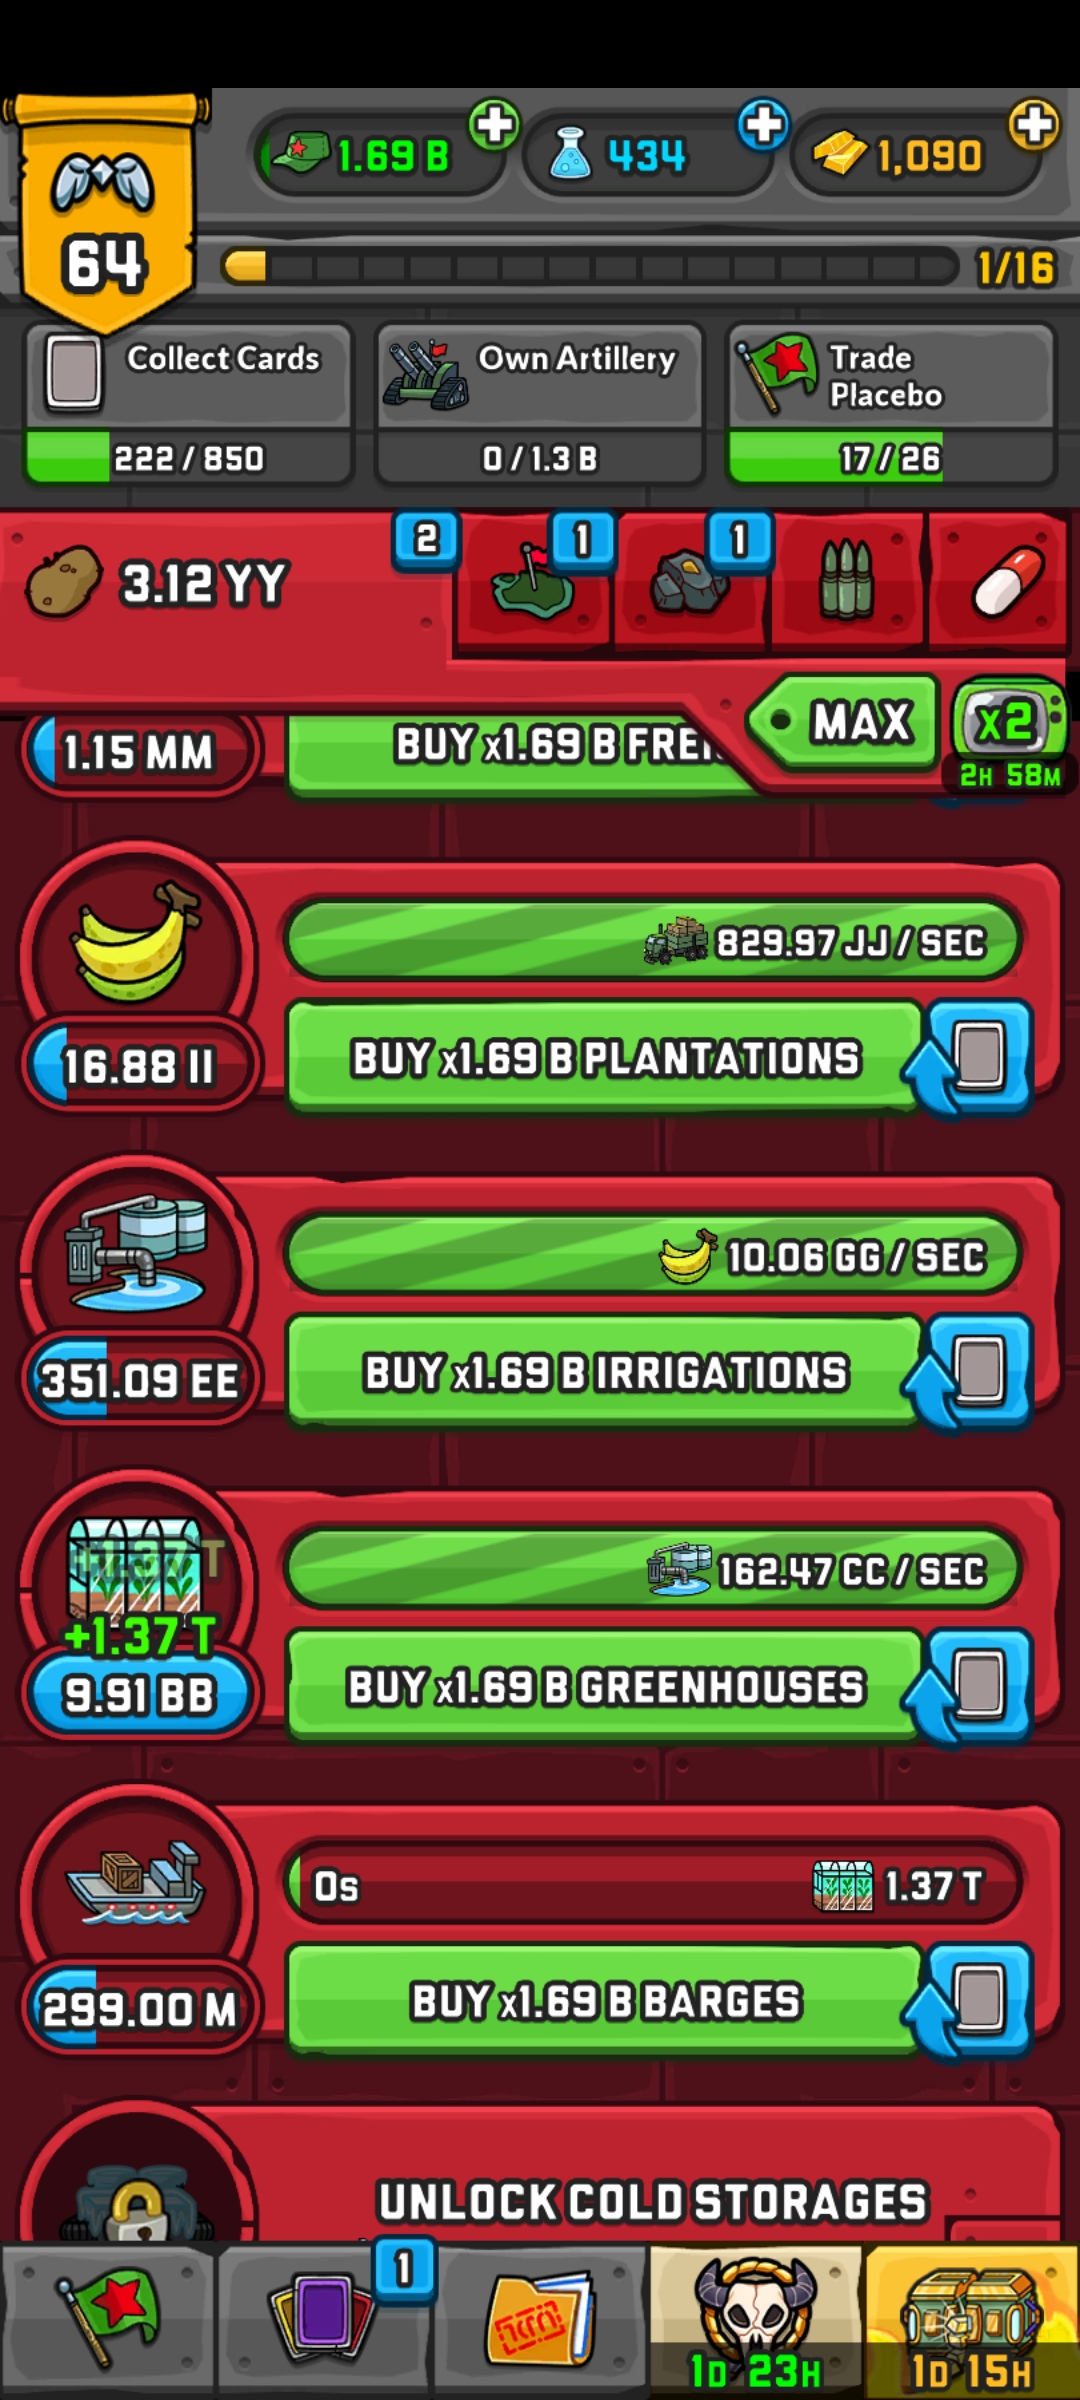 64
1.69 B
434
1,090
1/16
Collect Cards
222 / 850
Own Artillery
0 / 1.3 B
Trade
Placebo
17 / 26
3.12 YY
2
1
1
MAX
x2
2H 58M
1.15 MM
BUY x1.69 B
829.97 JJ / SEC
16.88 II
BUY x1.69 B PLANTATIONS
10.06 GG / SEC
351.09 EE
BUY x1.69 B IRRIGATIONS
162.47 CC / SEC
+1.37 T
+1.37 T
9.91 BB
BUY x1.69 B GREENHOUSES
0s
1.37 T
299.00 M
BUY x1.69 B BARGES
UNLOCK COLD STORAGES
1
1D 23H
1D 15H